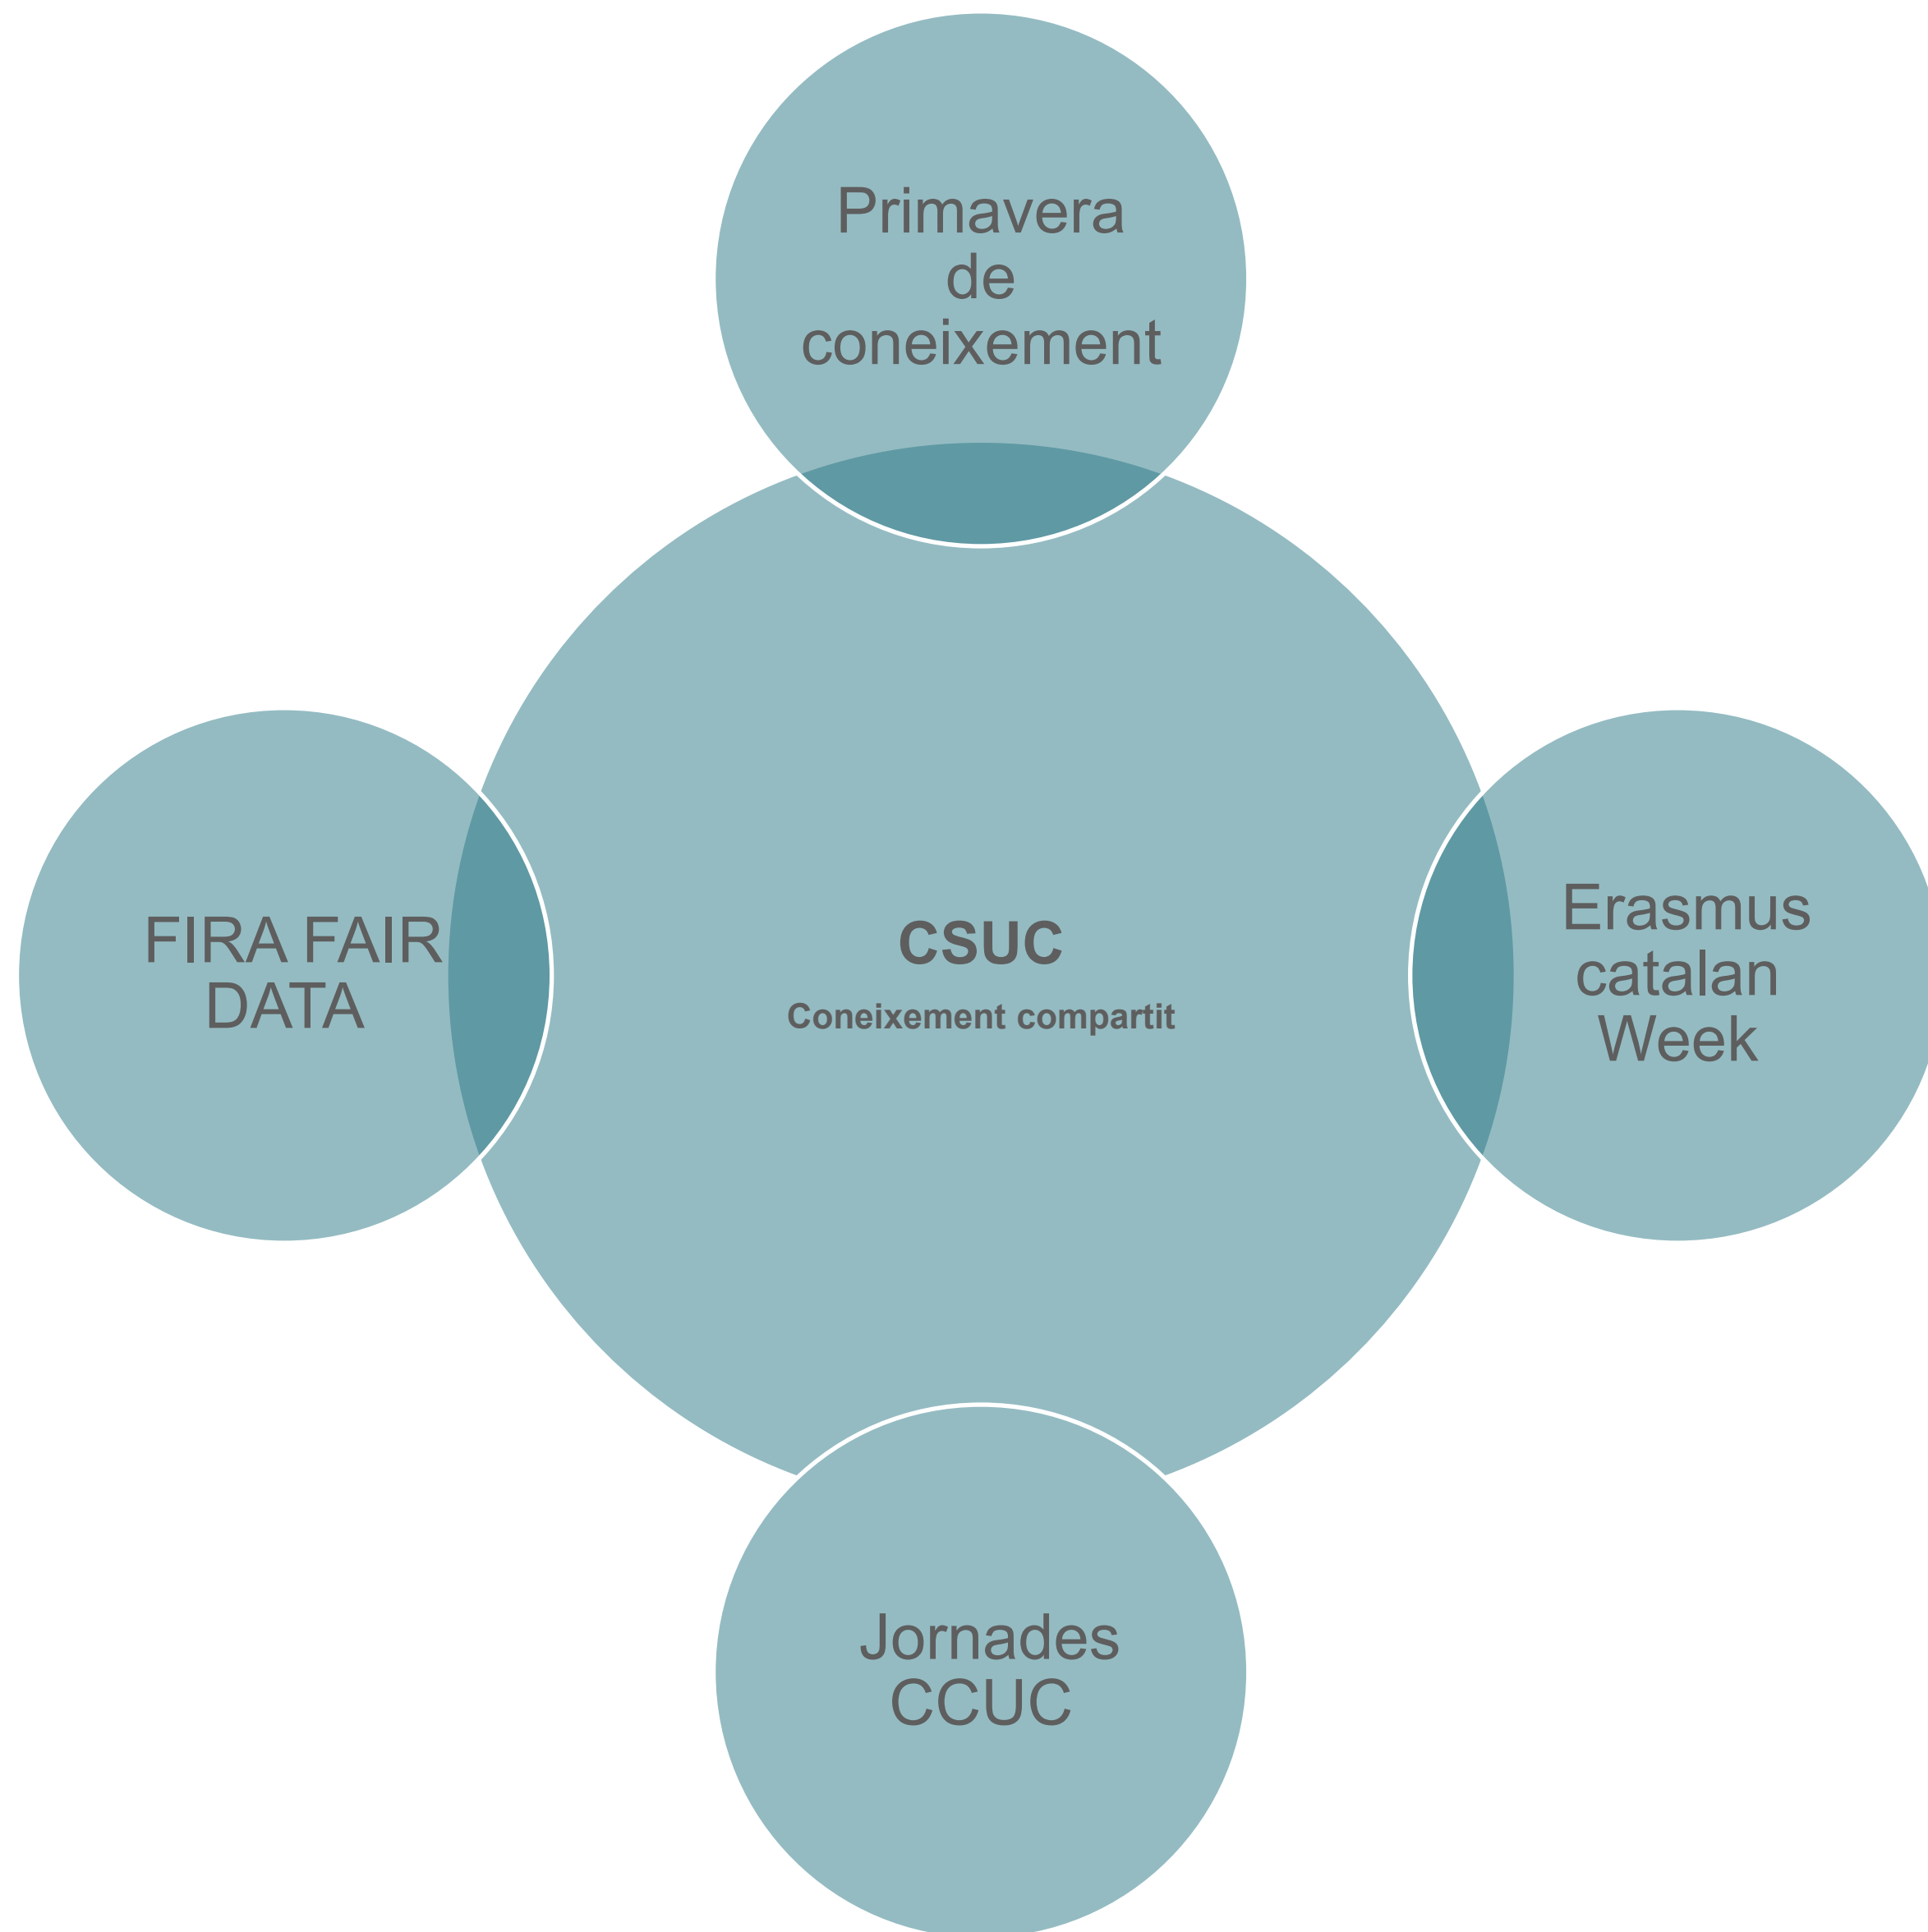 Primavera
de
coneixement
FIRA FAIR
DATA
CSUC
Coneixement compartit
Erasmus
catalan
Week
Jornades
CCUC